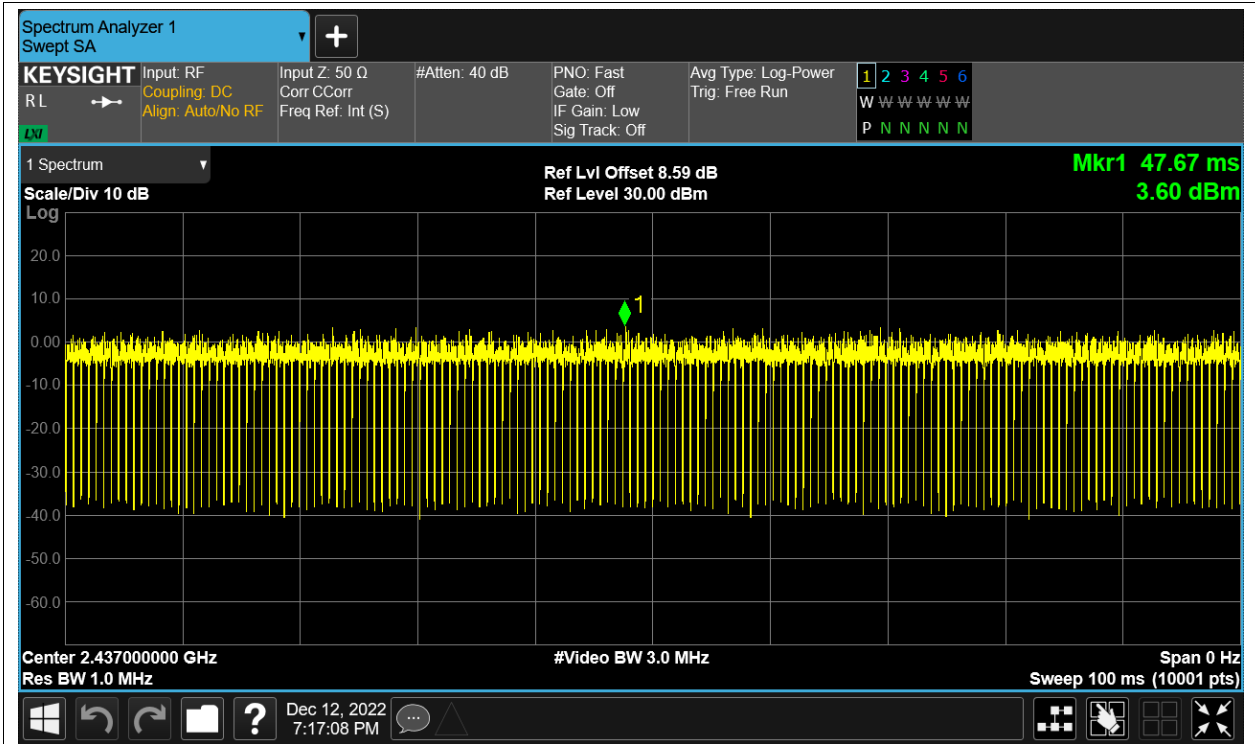 Spectrum Analyzer 1
Swept SA
+
KEYSIGHT
R L
LXI
Input: RF
Coupling: DC
Align: Auto/No RF
Input Z: 50 Ω
Corr CCorr
Freq Ref: Int (S)
#Atten: 40 dB
PNO: Fast
Gate: Off
IF Gain: Low
Sig Track: Off
Avg Type: Log-Power
Trig: Free Run
1 2 3 4 5 6
W W W W W W
P N N N N N
1 Spectrum
Scale/Div 10 dB
Log
Ref Lvl Offset 8.59 dB
Ref Level 30.00 dBm
Mkr1 47.67 ms
3.60 dBm
20.0
10.0
1
0.00
-10.0
-20.0
-30.0
-40.0
-50.0
-60.0
Center 2.437000000 GHz
Res BW 1.0 MHz
#Video BW 3.0 MHz
Span 0 Hz
Sweep 100 ms (10001 pts)
?
Dec 12, 2022
7:17:08 PM